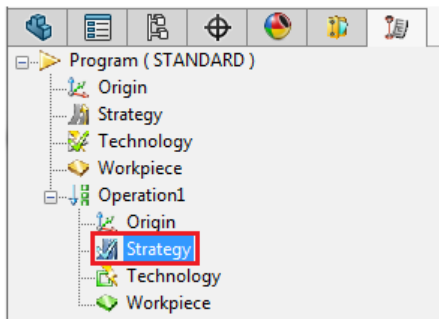 Program ( STANDARD )
Origin
Strategy
Technology
Workpiece
Operation1
Origin
Strategy
Technology
Workpiece